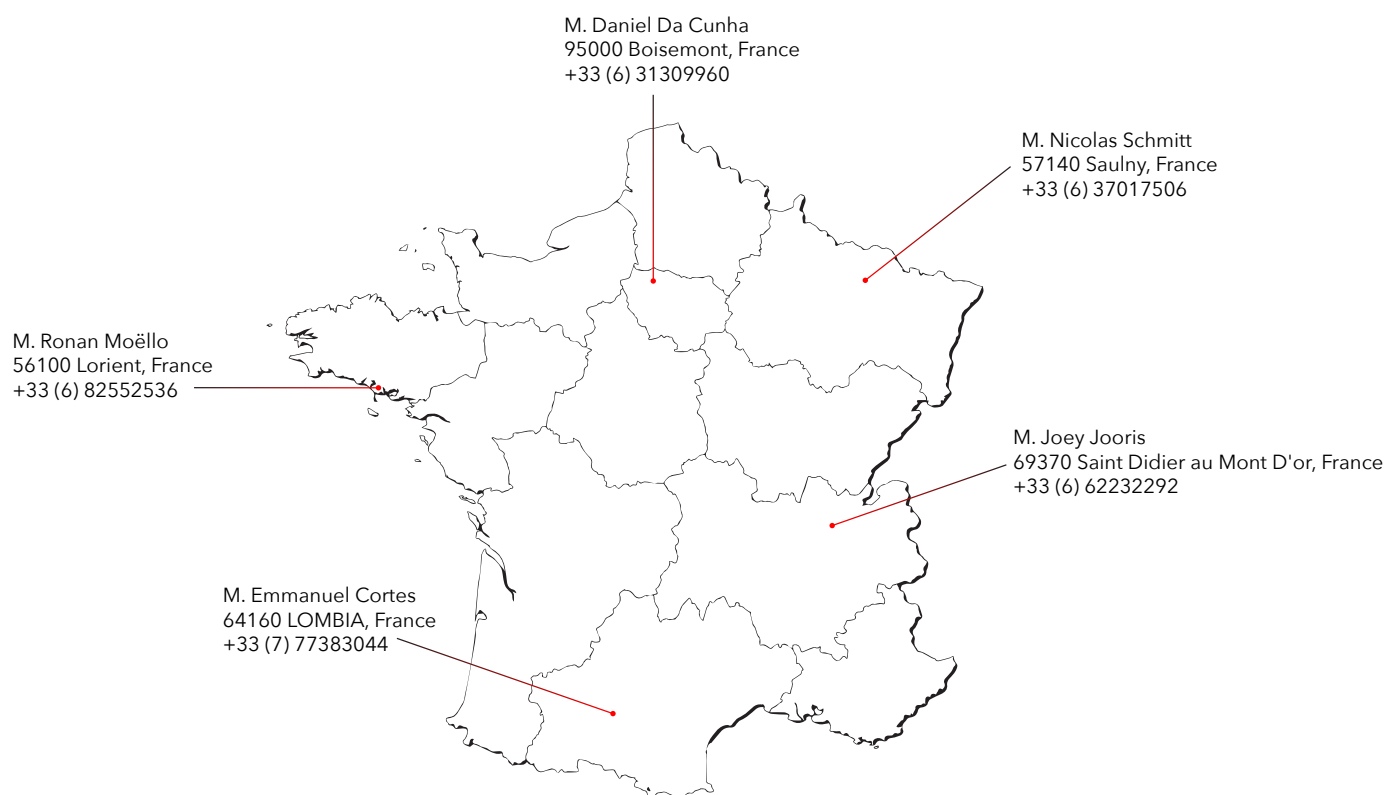 M. Daniel Da Cunha
95000 Boisemont, France
+33 (6) 31309960
M. Nicolas Schmitt
57140 Saulny, France
+33 (6) 37017506
M. Ronan Moëllo
56100 Lorient, France
+33 (6) 82552536
M. Joey Jooris
69370 Saint Didier au Mont D'or, France
+33 (6) 62232292
M. Emmanuel Cortes
64160 LOMBIA, France
+33 (7) 77383044